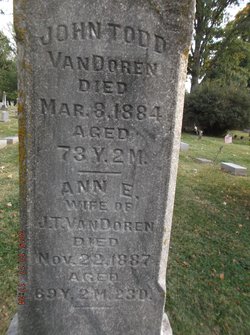 JOHN TODD
VANDOREN
DIED
MAR. 8, 1884
AGED
73 Y. 2 M.
ANN E.
WIFE OF
J. T. VANDOREN
DIED
NOV. 22, 1887
AGED
69 Y. 2 M. 23 D.